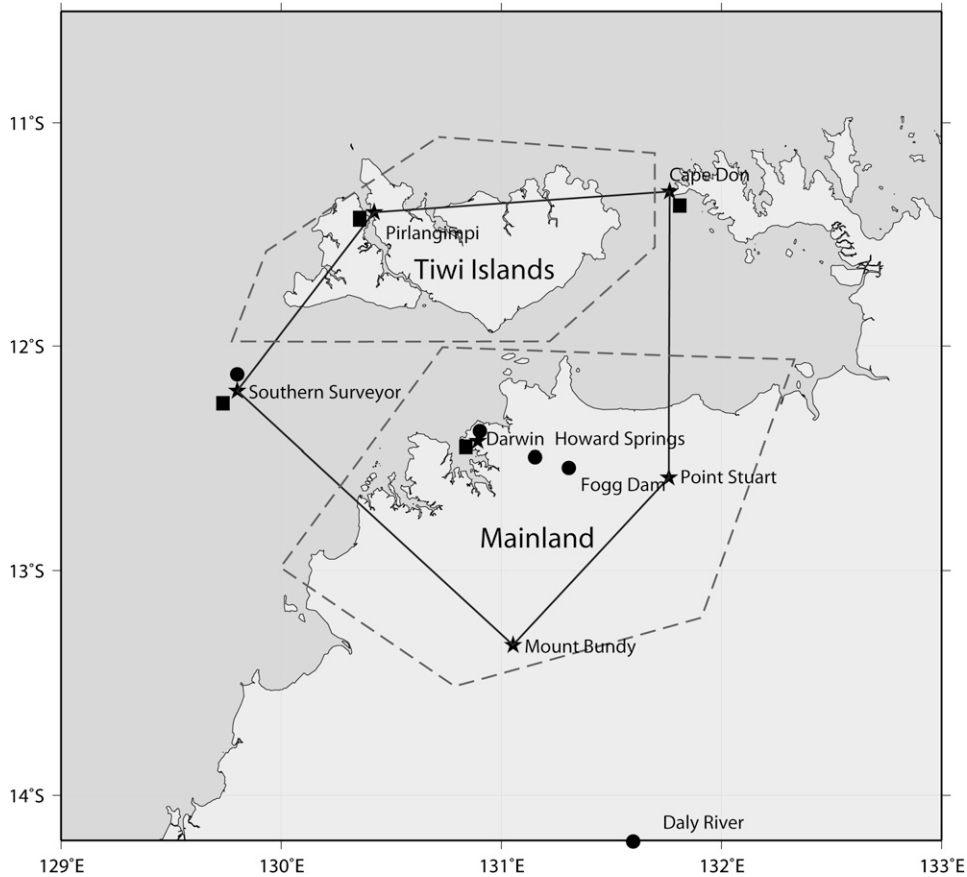 11°S
Cape Don
Pirlangimpi
Tiwi Islands
12°S
Southern Surveyor
Darwin
Howard Springs
Fogg Dam
Point Stuart
Mainland
13°S
Mount Bundy
14°S
Daly River
129°E
130°E
131°E
132°E
133°E